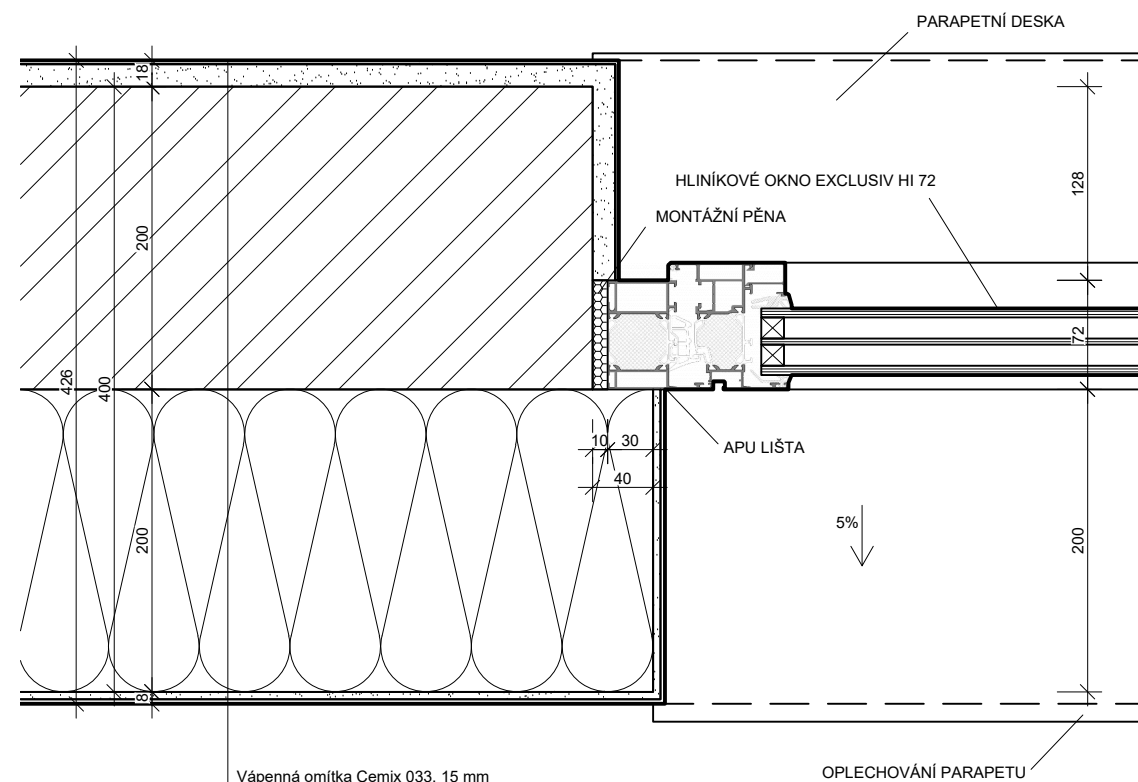 PARAPETNÍ DESKA
18
128
HLINÍKOVÉ OKNO EXCLUSIV HI 72
MONTÁŽNÍ PĚNA
200
72
426
400
10
30
APU LIŠTA
40
5%
200
200
8
Vápenná omítka Cemix 033, 15 mm
OPLECHOVÁNÍ PARAPETU